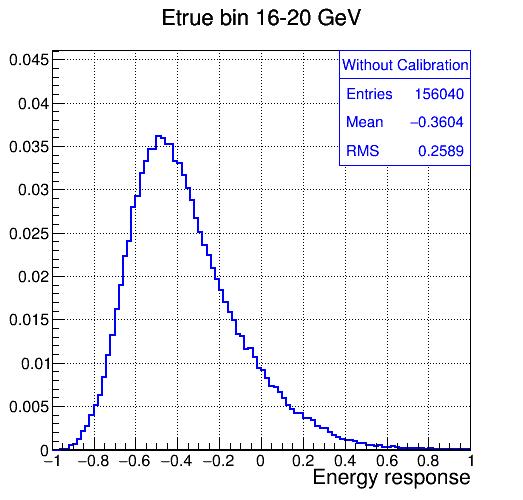 Etrue bin 16-20 GeV
Without Calibration
Entries 156040
Mean −0.3604
RMS 0.2589
0.045
0.04
0.035
0.03
0.025
0.02
0.015
0.01
0.005
0
−1 −0.8 −0.6 −0.4 −0.2 0 0.2 0.4 0.6 0.8 1
Energy response